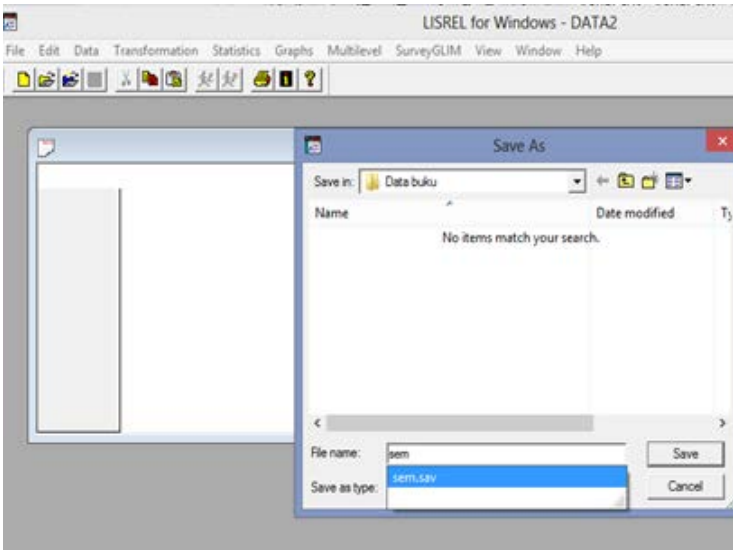 LISREL for Windows - DATA2
File Edit Data Transformation Statistics Graphs Multilevel SurveyGLIM View Window Help
Save As
Save in: Data buku
Name Date modified
No items match your search.
File name: sem
Save
sem.sav
Save as type:
Cancel